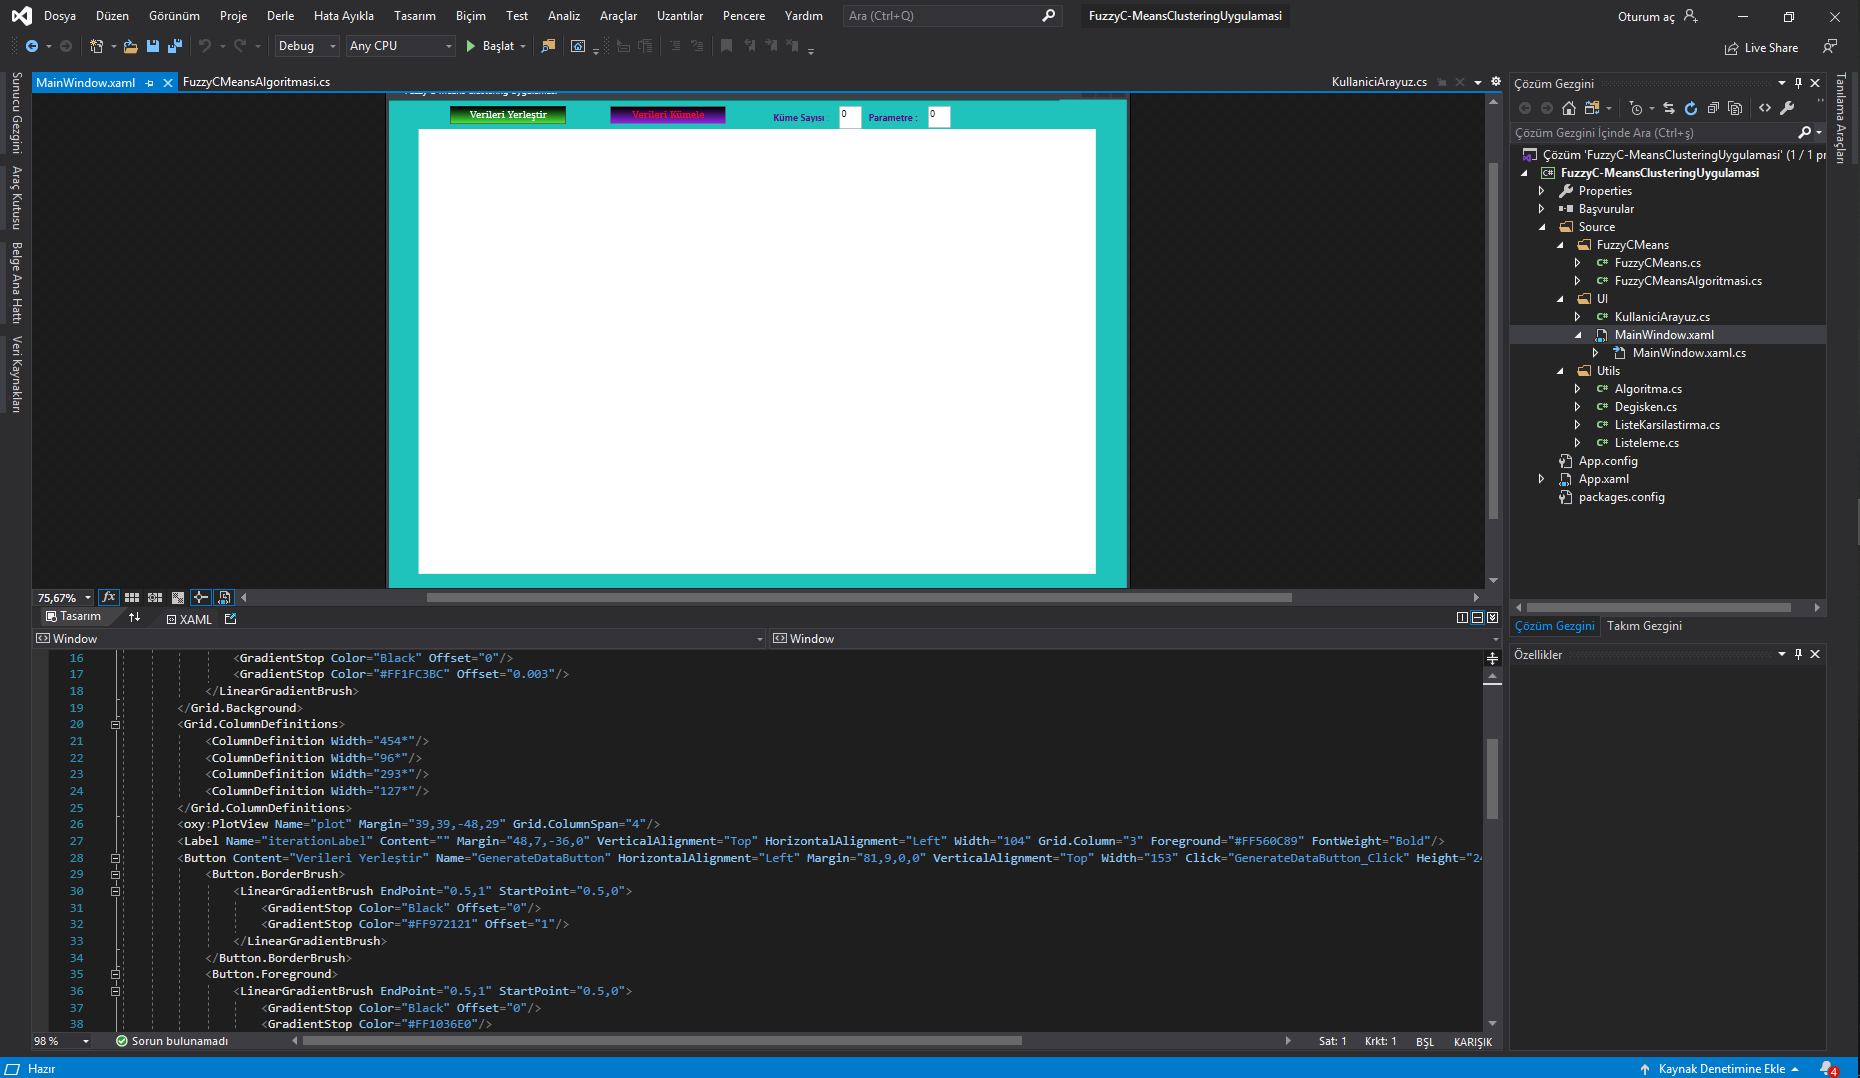 Dosya Düzen Görünüm Proje Derle Hata Ayıkla Tasarım Biçim Test Analiz Araçlar Uzantılar Pencere Yardım Ara (Ctrl+Q) FuzzyC-MeansClusteringUygulamasi Oturum aç
Debug Any CPU Başlat Live Share
MainWindow.xaml FuzzyCMeansAlgoritmasi.cs KullaniciArayuz.cs
Sunucu Gezgini
Araç Kutusu
Belge Ana Hattı
Veri Kaynakları
Verileri Yerleştir Verileri Kümele Küme Sayısı 0 Parametre : 0
75,67%
Tasarım XAML
Window Window
16 <GradientStop Color="Black" Offset="0"/>
17 <GradientStop Color="#FF1FC3BC" Offset="0.003"/>
18 </LinearGradientBrush>
19 </Grid.Background>
20 <Grid.ColumnDefinitions>
21 <ColumnDefinition Width="454*"/>
22 <ColumnDefinition Width="96*"/>
23 <ColumnDefinition Width="293*"/>
24 <ColumnDefinition Width="127*"/>
25 </Grid.ColumnDefinitions>
26 <oxy:PlotView Name="plot" Margin="39,39,-48,29" Grid.ColumnSpan="4"/>
27 <Label Name="iterationLabel" Content="" Margin="48,7,-36,0" VerticalAlignment="Top" HorizontalAlignment="Left" Width="104" Grid.Column="3" Foreground="#FF560C89" FontWeight="Bold"/>
28 <Button Content="Verileri Yerleştir" Name="GenerateDataButton" HorizontalAlignment="Left" Margin="81,9,0,0" VerticalAlignment="Top" Width="153" Click="GenerateDataButton_Click" Height="24
29 <Button.BorderBrush>
30 <LinearGradientBrush EndPoint="0.5,1" StartPoint="0.5,0">
31 <GradientStop Color="Black" Offset="0"/>
32 <GradientStop Color="#FF972121" Offset="1"/>
33 </LinearGradientBrush>
34 </Button.BorderBrush>
35 <Button.Foreground>
36 <LinearGradientBrush EndPoint="0.5,1" StartPoint="0.5,0">
37 <GradientStop Color="Black" Offset="0"/>
38 <GradientStop Color="#FF1036E0"/>
98 % Sorun bulunamadı Sat: 1 Krkt: 1 BŞL KARIŞIK
Çözüm Gezgini
Çözüm Gezgini İçinde Ara (Ctrl+ş)
Çözüm 'FuzzyC-MeansClusteringUygulamasi' (1 / 1 pr
FuzzyC-MeansClusteringUygulamasi
Properties
Başvurular
Source
FuzzyCMeans
C# FuzzyCMeans.cs
C# FuzzyCMeansAlgoritmasi.cs
UI
C# KullaniciArayuz.cs
MainWindow.xaml
MainWindow.xaml.cs
Utils
C# Algoritma.cs
C# Degisken.cs
C# ListeKarsilastirma.cs
C# Listeleme.cs
App.config
App.xaml
packages.config
Çözüm Gezgini Takım Gezgini
Özellikler
Tanılama Araçları
Hazır Kaynak Denetimine Ekle 4